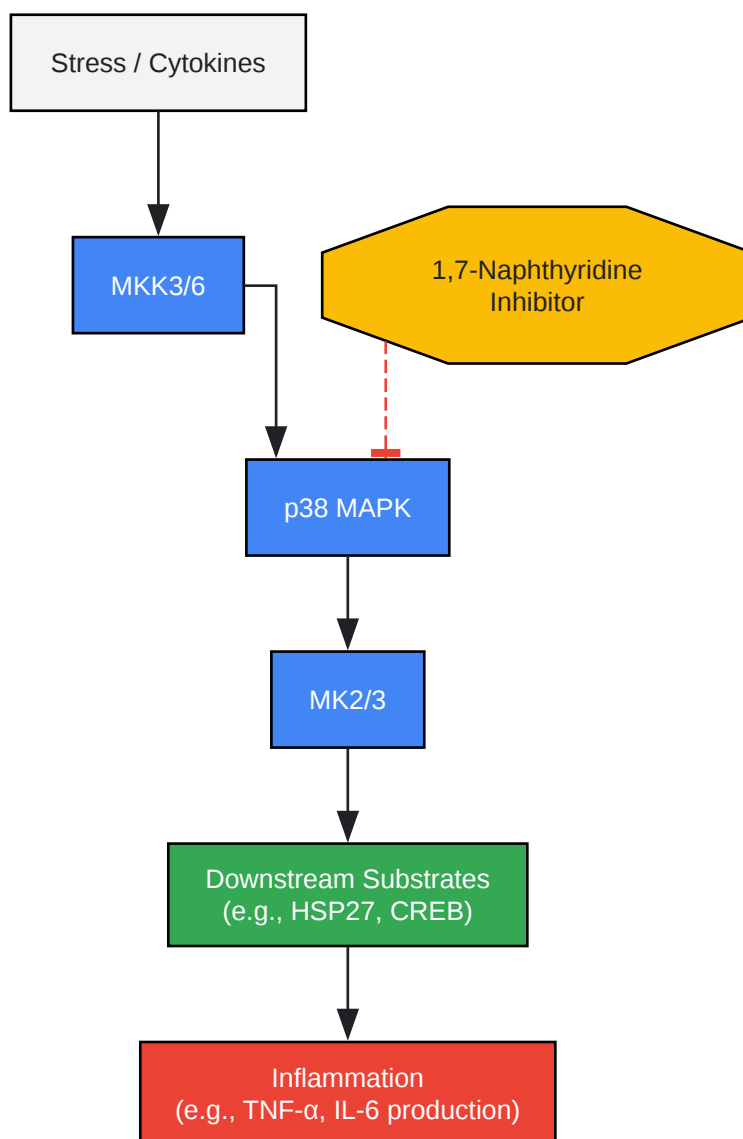 Stress / Cytokines
MKK3/6
1,7-Naphthyridine
Inhibitor
p38 MAPK
MK2/3
Downstream Substrates
(e.g., HSP27, CREB)
Inflammation
(e.g., TNF-α, IL-6 production)